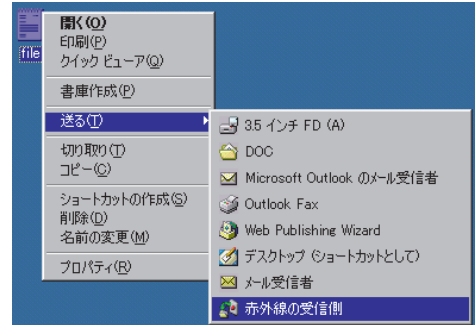 file
開く(O)
印刷(P)
クイック ビューア(Q)
書庫作成(P)
送る(T)
切り取り(T)
コピー(C)
ショートカットの作成(S)
削除(D)
名前の変更(M)
プロパティ(R)
3.5 インチ FD (A)
DOC
Microsoft Outlook のメール受信者
Outlook Fax
Web Publishing Wizard
デスクトップ (ショートカットとして)
メール受信者
赤外線の受信側